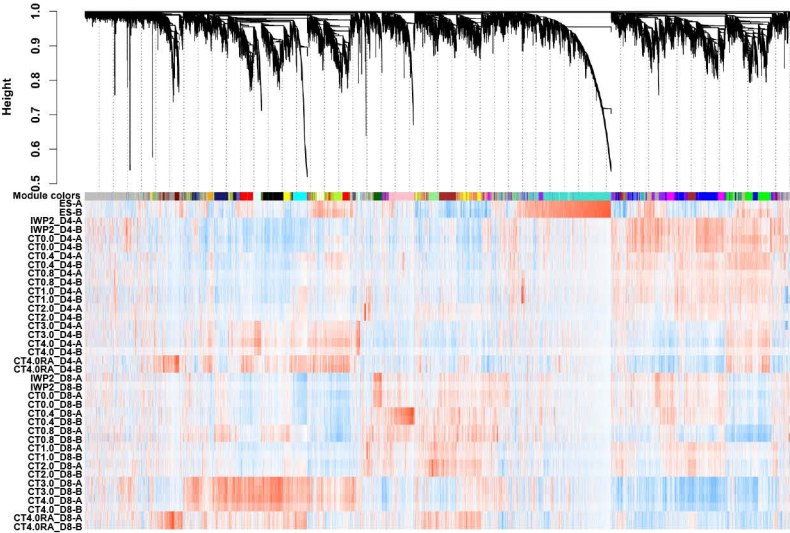 Height
1.0
0.9
0.8
0.7
0.6
0.5
Module colors
ES-A
ES-B
IWP2_D4-A
IWP2_D4-B
CT0.0_D4-A
CT0.0_D4-B
CT0.4_D4-A
CT0.4_D4-B
CT0.8_D4-A
CT0.8_D4-B
CT1.0_D4-A
CT1.0_D4-B
CT2.0_D4-A
CT2.0_D4-B
CT3.0_D4-A
CT3.0_D4-B
CT4.0_D4-A
CT4.0_D4-B
CT4.0RA_D4-A
CT4.0RA_D4-B
IWP2_D8-A
IWP2_D8-B
CT0.0_D8-A
CT0.0_D8-B
CT0.4_D8-A
CT0.4_D8-B
CT0.8_D8-A
CT0.8_D8-B
CT1.0_D8-A
CT1.0_D8-B
CT2.0_D8-A
CT2.0_D8-B
CT3.0_D8-A
CT3.0_D8-B
CT4.0_D8-A
CT4.0_D8-B
CT4.0RA_D8-A
CT4.0RA_D8-B